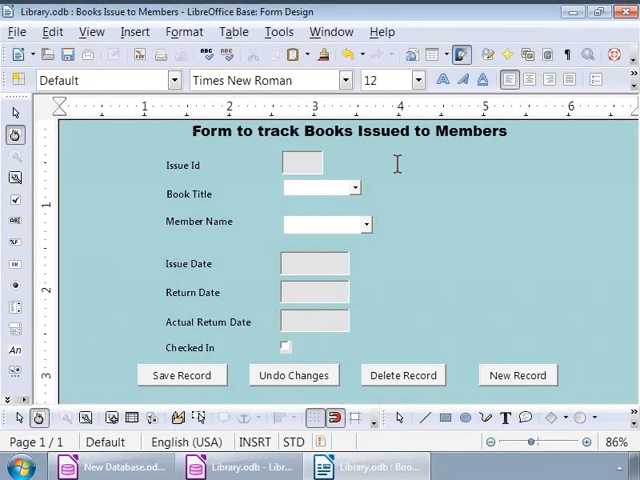 Library.odb : Books Issue to Members - LibreOffice Base: Form Design
File Edit View Insert Format Table Tools Window Help
Default Times New Roman 12
1 2 3 4 5 6
Form to track Books Issued to Members
Issue Id
Book Title
1
Member Name
Issue Date
2
Return Date
Actual Return Date
Checked In
3
Save Record Undo Changes Delete Record New Record
Page 1 / 1 Default English (USA) INSRT STD 86%
New Database.od... Library.odb - Libr... Library.odb : Boo...